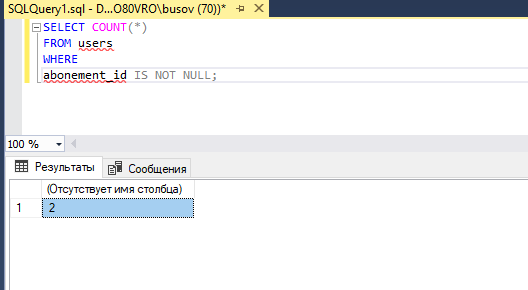 SQLQuery1.sql - D...O80VRO\busov (70))*
SELECT COUNT(*)
FROM users
WHERE
abonement_id IS NOT NULL;
100 %
Результаты Сообщения
(Отсутствует имя столбца)
1 2